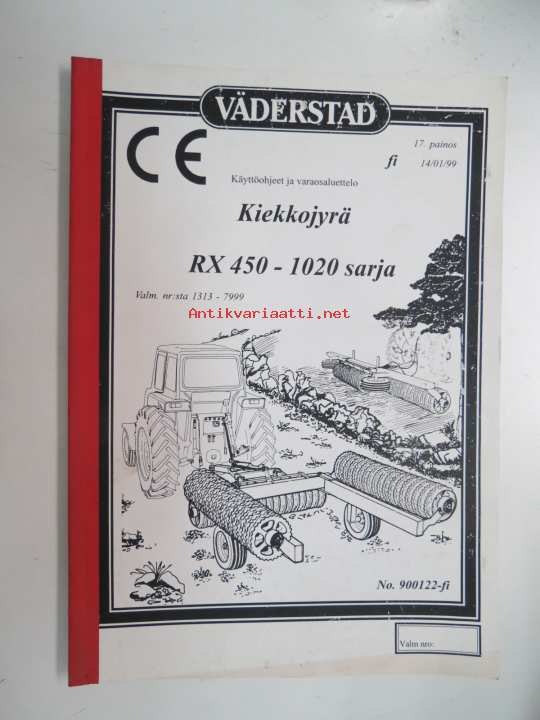 VÄDERSTAD
CE
17. painos
fi 14/01/99
Käyttöohjeet ja varaosaluettelo
Kiekkojyrä
RX 450 - 1020 sarja
Valm. nr:sta 1313 - 7999
Antikvariaatti.net
No. 900122-fi
Valm nro: